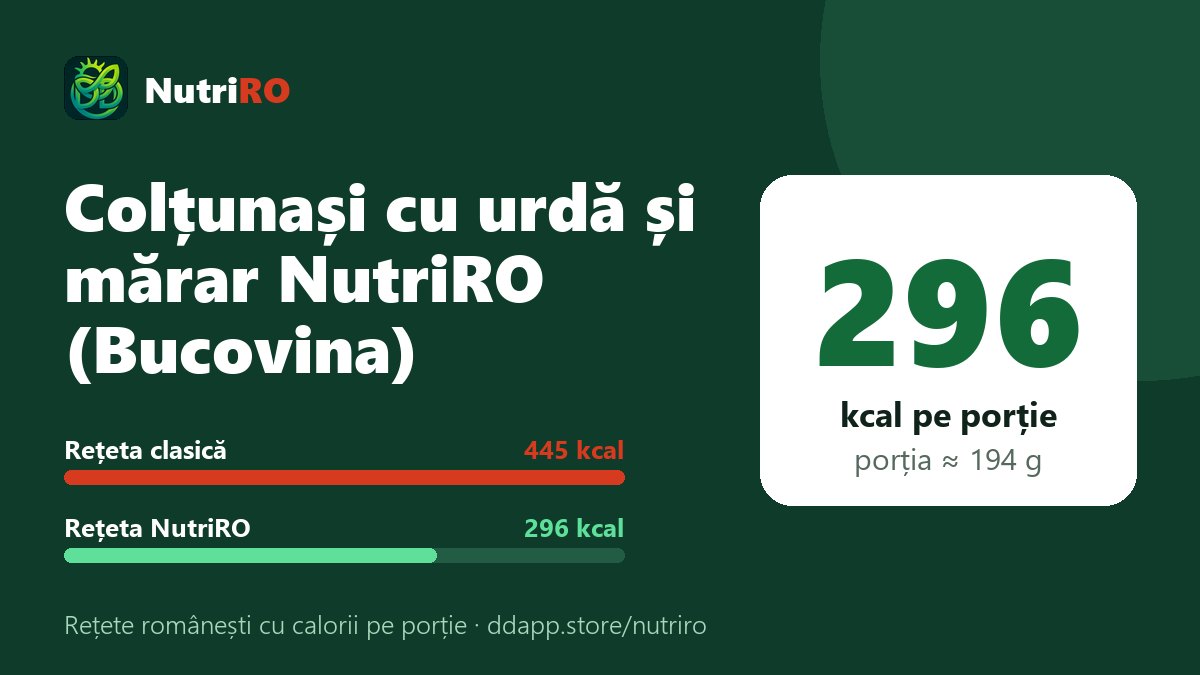 NutriRO
Colțunași cu urdă și
mărar NutriRO
(Bucovina)
Rețeta clasică 445 kcal
Rețeta NutriRO 296 kcal
296
kcal pe porție
porția ≈ 194 g
Rețete românești cu calorii pe porție · ddapp.store/nutriro